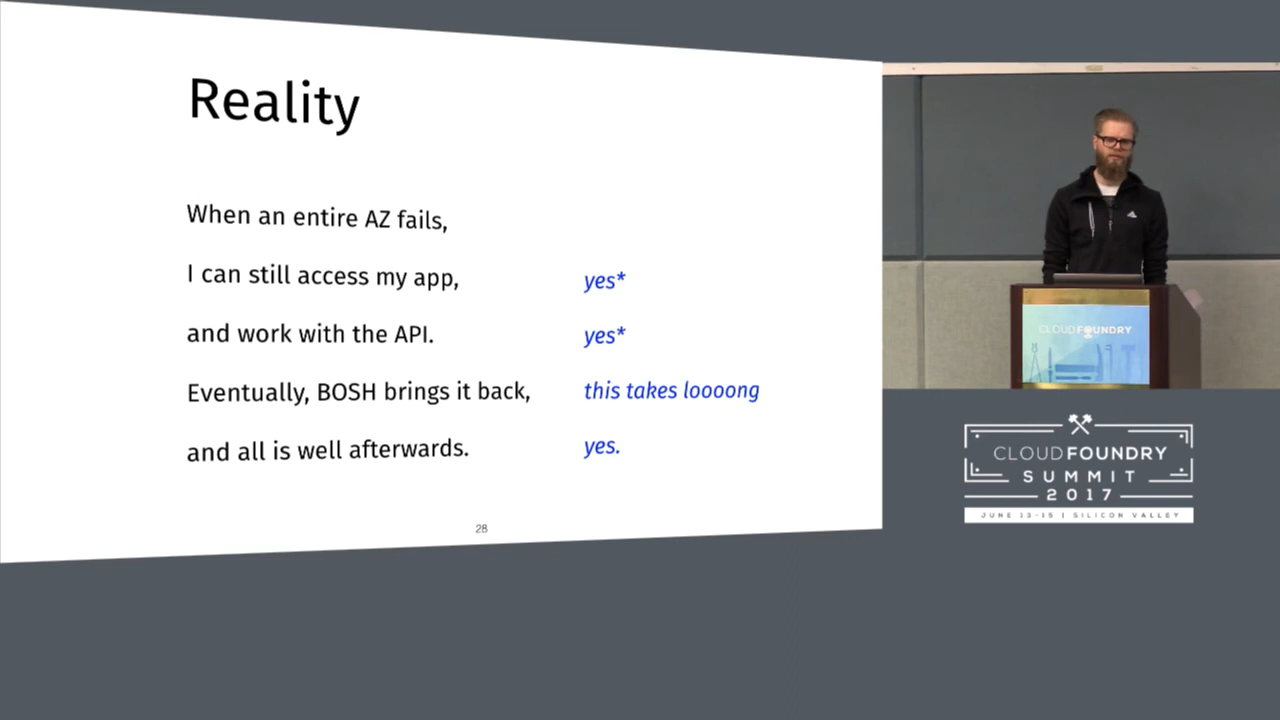 Reality
When an entire AZ fails,
I can still access my app, yes*
and work with the API. yes*
Eventually, BOSH brings it back, this takes loooong
and all is well afterwards. yes.
28
CLOUD FOUNDRY
CLOUD FOUNDRY
SUMMIT
2017
JUNE 13-15 | SILICON VALLEY